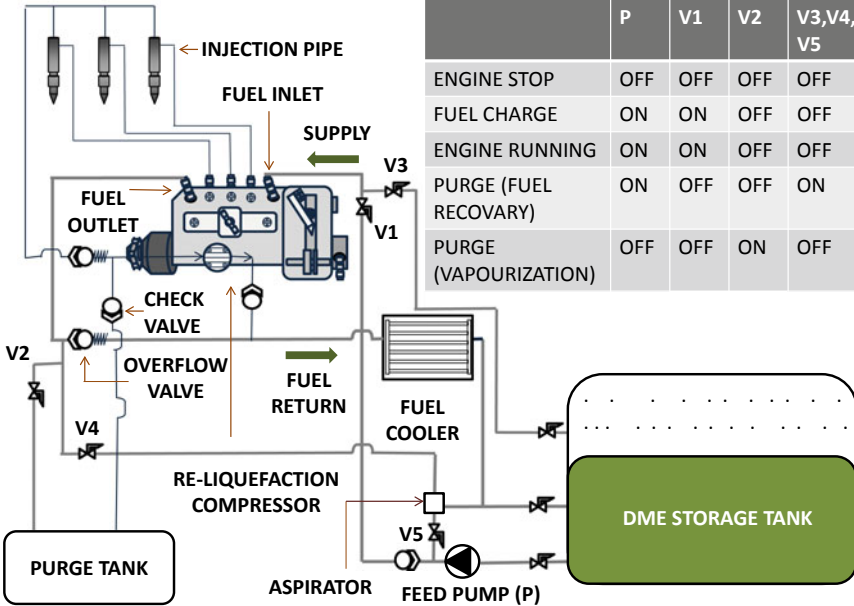 P V1 V2 V3,V4,
V5
ENGINE STOP OFF OFF OFF OFF
FUEL CHARGE ON ON OFF OFF
ENGINE RUNNING ON ON OFF OFF
PURGE (FUEL ON OFF OFF ON
RECOVARY)
PURGE OFF OFF ON OFF
(VAPOURIZATION)
INJECTION PIPE
FUEL INLET
SUPPLY
V3
FUEL
OUTLET
V1
CHECK
VALVE
V2
OVERFLOW
VALVE
FUEL
RETURN
FUEL
COOLER
V4
RE-LIQUEFACTION
COMPRESSOR
DME STORAGE TANK
V5
PURGE TANK
ASPIRATOR
FEED PUMP (P)